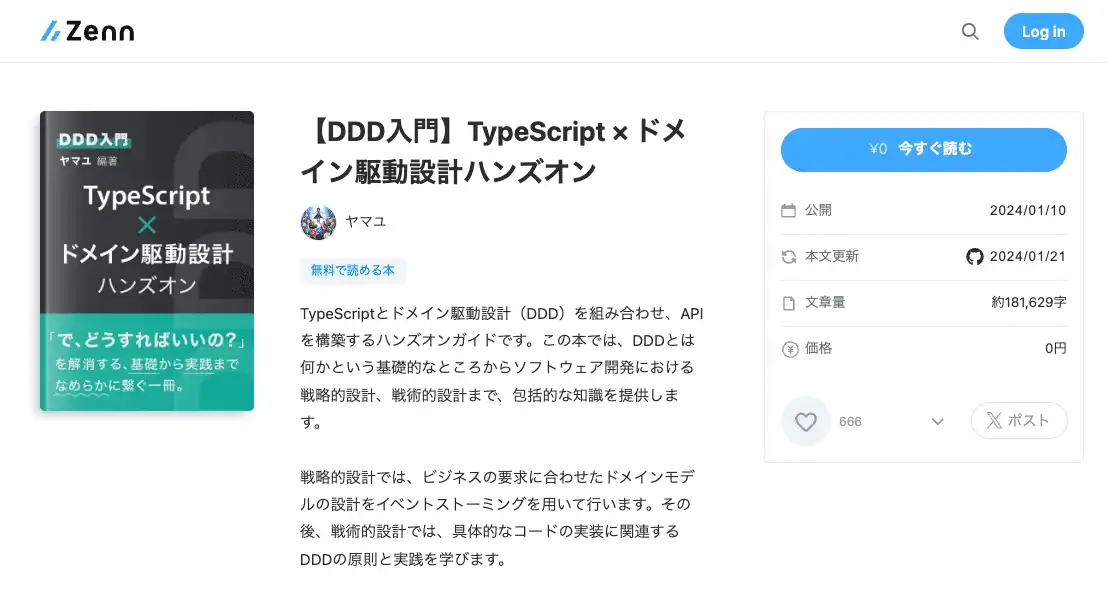 Zenn
Log in
DDD入門
ヤマユ 編著
TypeScript
×
ドメイン駆動設計
ハンズオン
「で、どうすればいいの？」
を解消する、基礎から実践まで
なめらかに繋ぐ一冊。
【DDD入門】TypeScript × ドメ
イン駆動設計ハンズオン
ヤマユ
無料で読める本
TypeScriptとドメイン駆動設計（DDD）を組み合わせ、API
を構築するハンズオンガイドです。この本では、DDDとは
何かという基礎的なところからソフトウェア開発における
戦略的設計、戦術的設計まで、包括的な知識を提供しま
す。
戦略的設計では、ビジネスの要求に合わせたドメインモデ
ルの設計をイベントストーミングを用いて行います。その
後、戦術的設計では、具体的なコードの実装に関連する
DDDの原則と実践を学びます。
¥0 今すぐ読む
公開 2024/01/10
本文更新 2024/01/21
文章量 約181,629字
価格 0円
666
ポスト